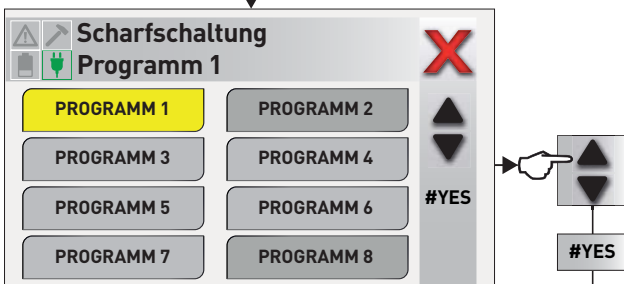 Scharfschaltung
Programm 1
PROGRAMM 1
PROGRAMM 2
PROGRAMM 3
PROGRAMM 4
PROGRAMM 5
PROGRAMM 6
#YES
PROGRAMM 7
PROGRAMM 8
#YES